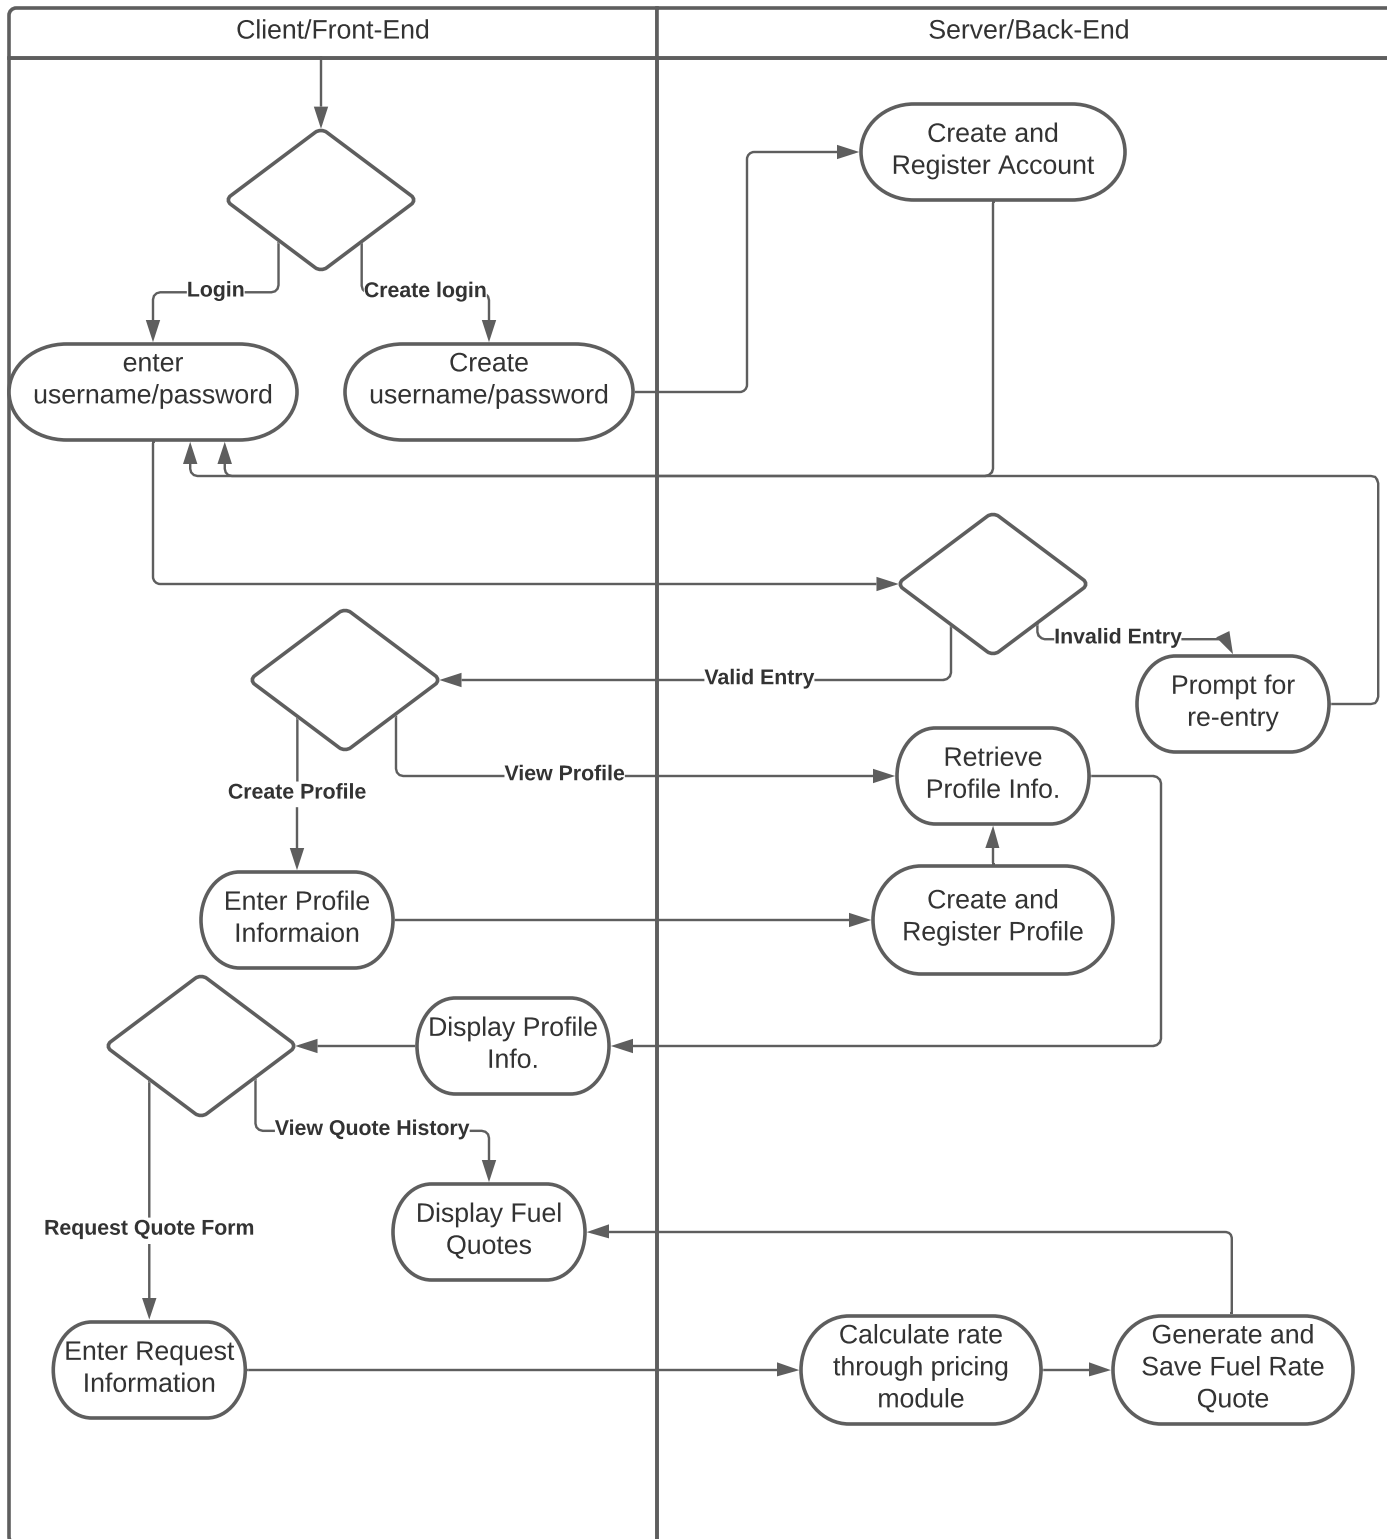 Client/Front-End
Server/Back-End
Create and
Register Account
Login
Create login
enter
username/password
Create
username/password
Invalid Entry
Valid Entry
Prompt for
re-entry
View Profile
Retrieve
Profile Info.
Create Profile
Enter Profile
Informaion
Create and
Register Profile
Display Profile
Info.
View Quote History
Request Quote Form
Display Fuel
Quotes
Enter Request
Information
Calculate rate
through pricing
module
Generate and
Save Fuel Rate
Quote